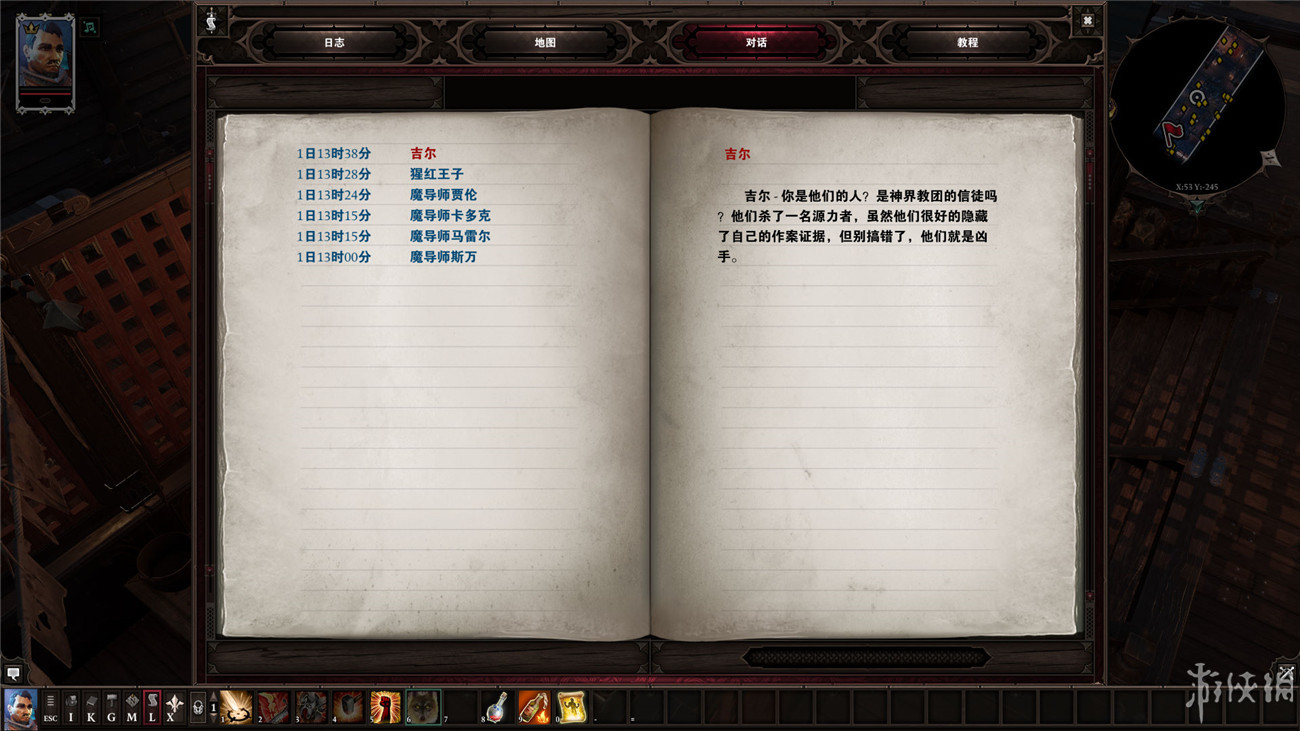 日志
地图
对话
教程
1日13时38分 吉尔
1日13时28分 猩红王子
1日13时24分 魔导师贾伦
1日13时15分 魔导师卡多克
1日13时15分 魔导师马雷尔
1日13时00分 魔导师斯万
吉尔
吉尔 - 你是他们的人？是神界教团的信徒吗
？他们杀了一名源力者，虽然他们很好的隐藏
了自己的作案证据，但别搞错了，他们就是凶
手。
X:53 Y:-245
ESC I K G M L X 1 1 2 3 4 5 6 7 8 9 0 - =
游侠網